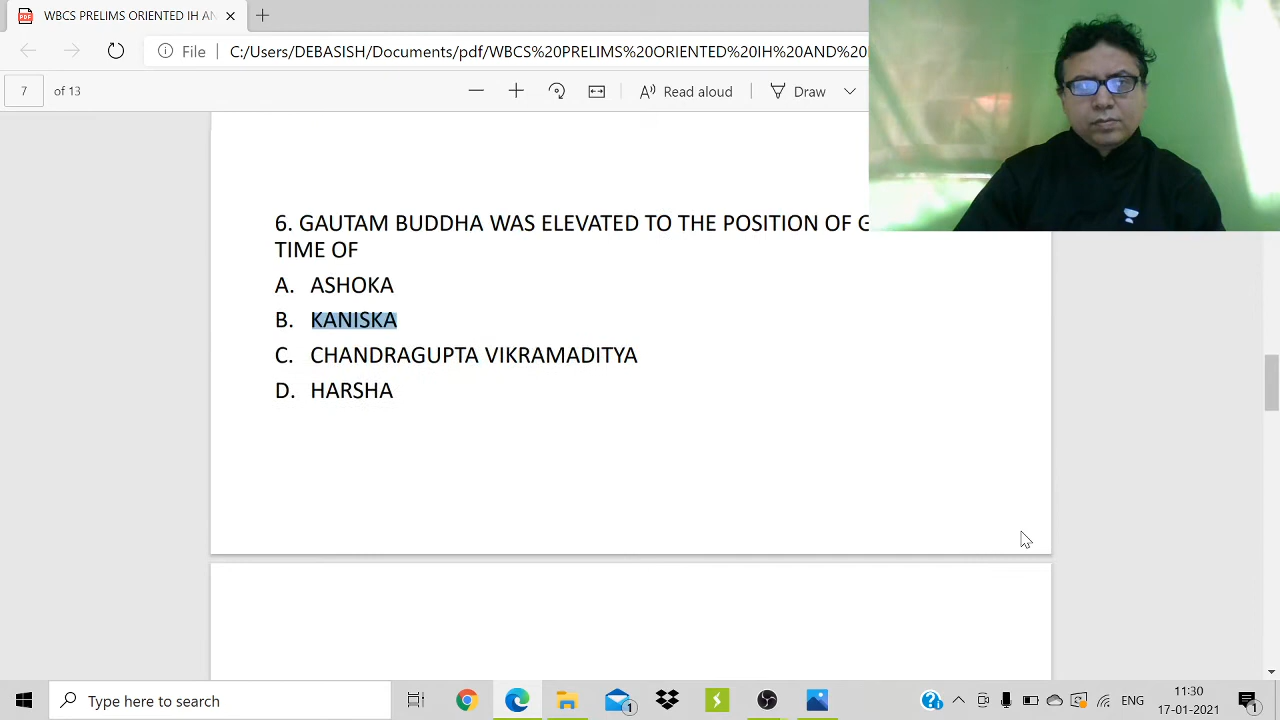 WBCS PRELIMS ORIENTED IH AN
File
C:/Users/DEBASISH/Documents/pdf/WBCS%20PRELIMS%20ORIENTED%20IH%20AND%20
7 of 13
Read aloud
Draw
6. GAUTAM BUDDHA WAS ELEVATED TO THE POSITION OF
TIME OF
A. ASHOKA
B. KANISKA
C. CHANDRAGUPTA VIKRAMADITYA
D. HARSHA
Type here to search
1
ENG
11:30
17-01-2021
1